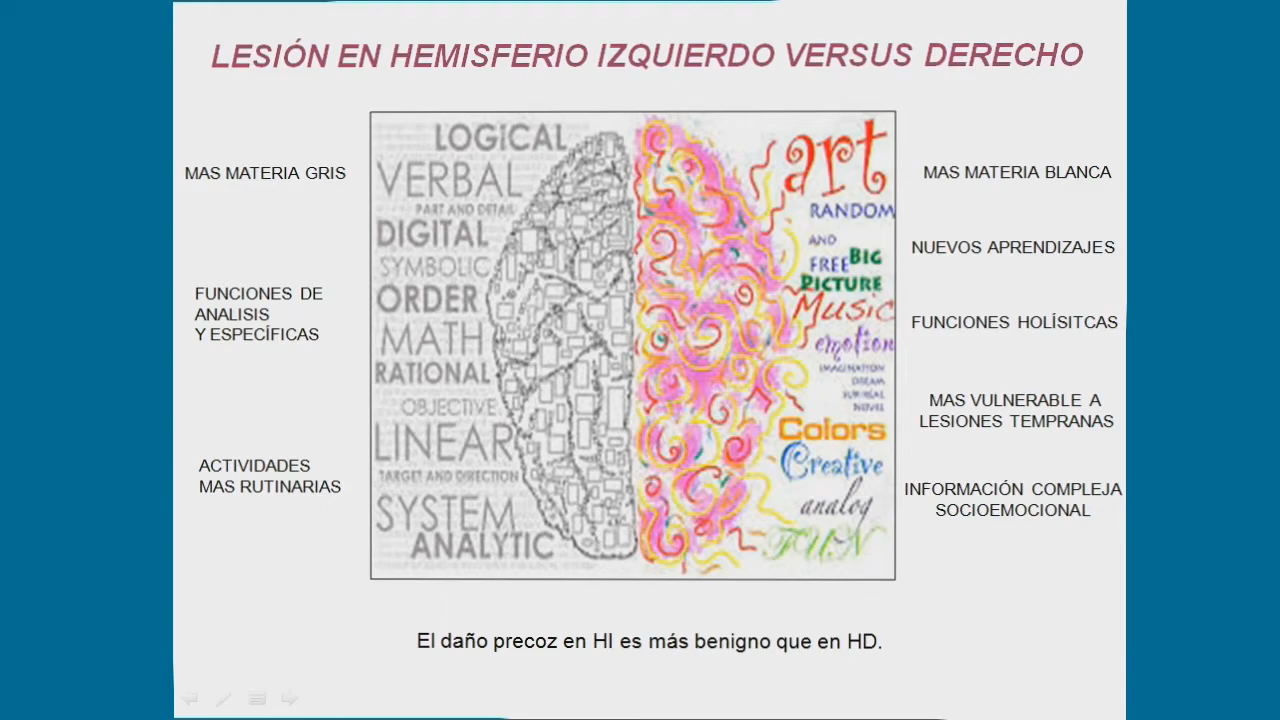 LESIÓN EN HEMISFERIO IZQUIERDO VERSUS DERECHO
MAS MATERIA GRIS
FUNCIONES DE
ANALISIS
Y ESPECÍFICAS
ACTIVIDADES
MAS RUTINARIAS
LOGICAL
VERBAL
PART AND DETAIL
DIGITAL
SYMBOLIC
ORDER
MATH
RATIONAL
OBJECTIVE
LINEAR
TARGET AND DIRECTION
SYSTEM
ANALYTIC
art
RANDOM
AND
FREE BIG
PICTURE
Music
emotion
IMAGINATION
DREAM
SURREAL
NOVEL
Colors
Creative
analog
FUN
MAS MATERIA BLANCA
NUEVOS APRENDIZAJES
FUNCIONES HOLÍSITCAS
MAS VULNERABLE A
LESIONES TEMPRANAS
INFORMACIÓN COMPLEJA
SOCIOEMOCIONAL
El daño precoz en HI es más benigno que en HD.